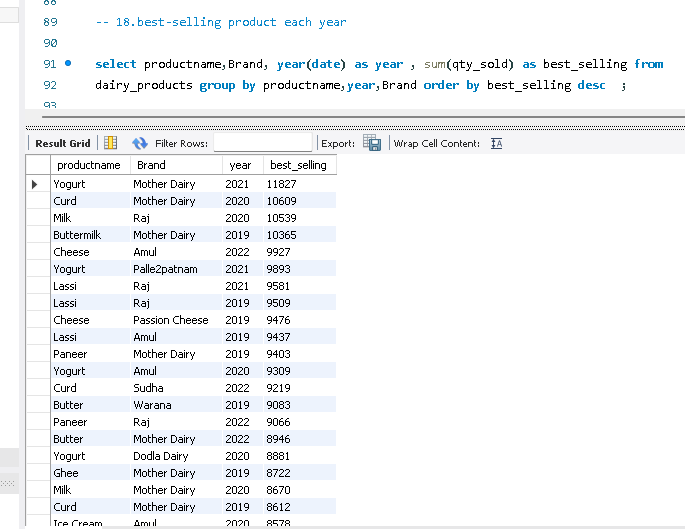 88
89 -- 18.best-selling product each year
90
91 select productname,Brand, year(date) as year , sum(qty_sold) as best_selling from
92 dairy_products group by productname,year,Brand order by best_selling desc ;
93
Result Grid Filter Rows: Export: Wrap Cell Content: IA
productname Brand year best_selling
Yogurt Mother Dairy 2021 11827
Curd Mother Dairy 2020 10609
Milk Raj 2020 10539
Buttermilk Mother Dairy 2019 10365
Cheese Amul 2022 9927
Yogurt Palle2patnam 2021 9893
Lassi Raj 2021 9581
Lassi Raj 2019 9509
Cheese Passion Cheese 2019 9476
Lassi Amul 2019 9437
Paneer Mother Dairy 2019 9403
Yogurt Amul 2020 9309
Curd Sudha 2022 9219
Butter Warana 2019 9083
Paneer Raj 2022 9066
Butter Mother Dairy 2022 8946
Yogurt Dodla Dairy 2020 8881
Ghee Mother Dairy 2019 8722
Milk Mother Dairy 2020 8670
Curd Mother Dairy 2019 8612
Ice Cream Amul 2020 8578